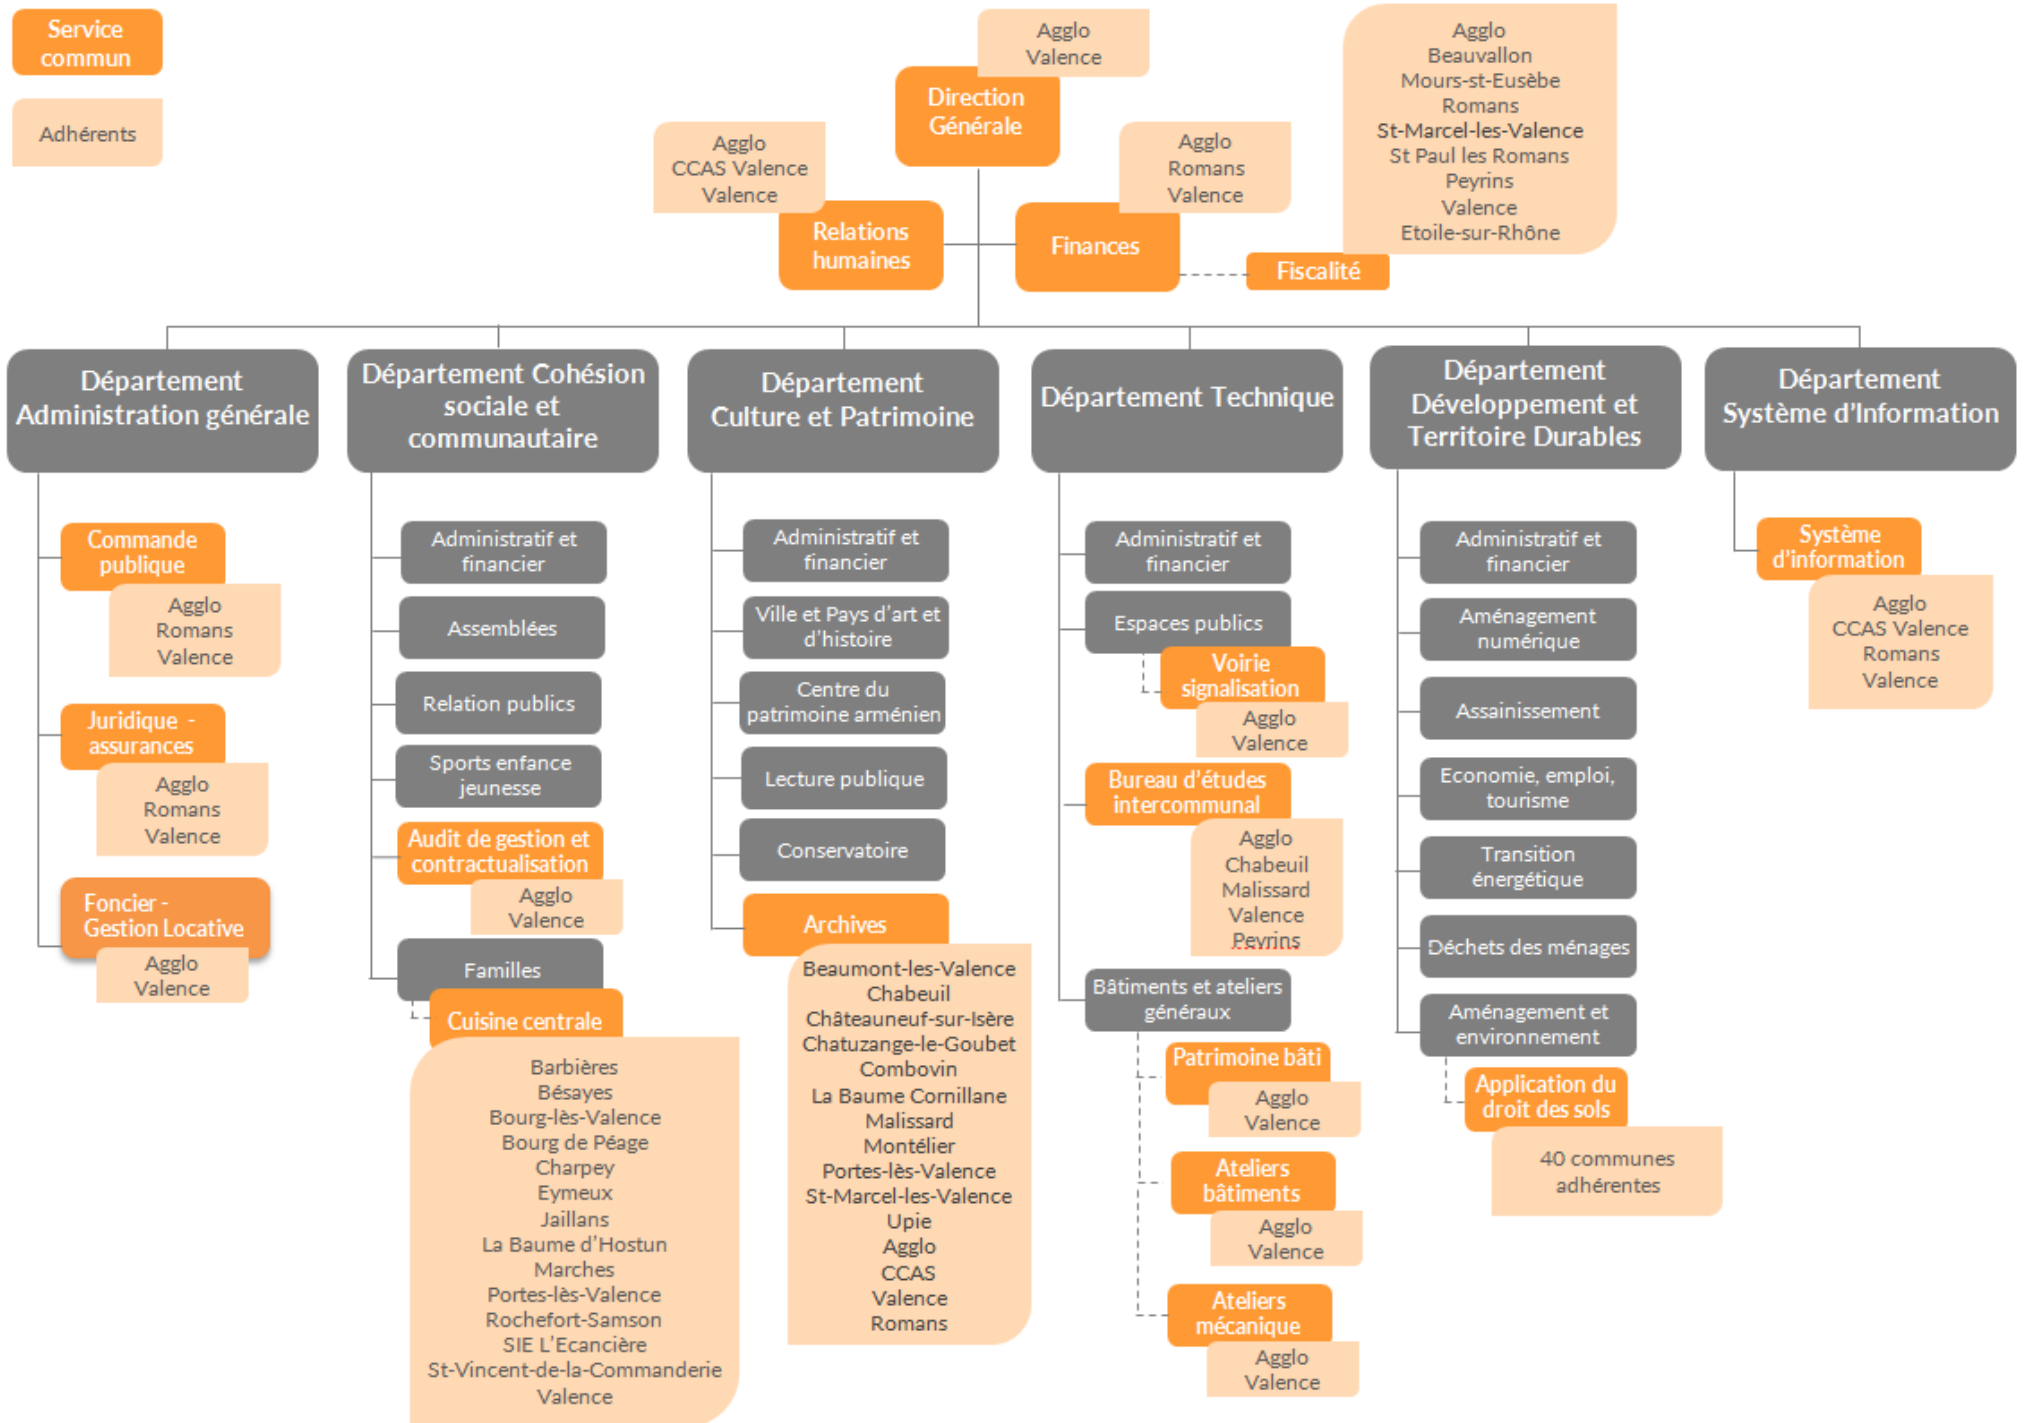 Service
commun
Adhérents
Agglo
Valence
Direction
Générale
Agglo
CCAS Valence
Valence
Relations
humaines
Agglo
Romans
Valence
Finances
Agglo
Beauvallon
Mours-st-Eusèbe
Romans
St-Marcel-les-Valence
St Paul les Romans
Peyrins
Valence
Etoile-sur-Rhône
Fiscalité
Département
Administration générale
Commande
publique
Agglo
Romans
Valence
Juridique -
assurances
Agglo
Romans
Valence
Foncier -
Gestion Locative
Agglo
Valence
Département Cohésion
sociale et
communautaire
Administratif et
financier
Assemblées
Relation publics
Sports enfance
jeunesse
Audit de gestion et
contractualisation
Agglo
Valence
Familles
Cuisine centrale
Barbières
Bésayes
Bourg-lès-Valence
Bourg de Péage
Charpey
Eymeux
Jaillans
La Baume d'Hostun
Marches
Portes-lès-Valence
Rochefort-Samson
SIE L'Ecancière
St-Vincent-de-la-Commanderie
Valence
Département
Culture et Patrimoine
Administratif et
financier
Ville et Pays d'art et
d'histoire
Centre du
patrimoine arménien
Lecture publique
Conservatoire
Archives
Beaumont-les-Valence
Chabeuil
Châteauneuf-sur-Isère
Chatuzange-le-Goubet
Combovin
La Baume Cornillane
Malissard
Montélier
Portes-lès-Valence
St-Marcel-les-Valence
Upie
Agglo
CCAS
Valence
Romans
Département Technique
Administratif et
financier
Espaces publics
Voirie
signalisation
Agglo
Valence
Bureau d'études
intercommunal
Agglo
Chabeuil
Malissard
Valence
Peyrins
Bâtiments et ateliers
généraux
Patrimoine bâti
Agglo
Valence
Ateliers
bâtiments
Agglo
Valence
Ateliers
mécanique
Agglo
Valence
Département
Développement et
Territoire Durables
Administratif et
financier
Aménagement
numérique
Assainissement
Economie, emploi,
tourisme
Transition
énergétique
Déchets des ménages
Aménagement et
environnement
Application du
droit des sols
40 communes
adhérentes
Département
Système d'Information
Système
d'information
Agglo
CCAS Valence
Romans
Valence